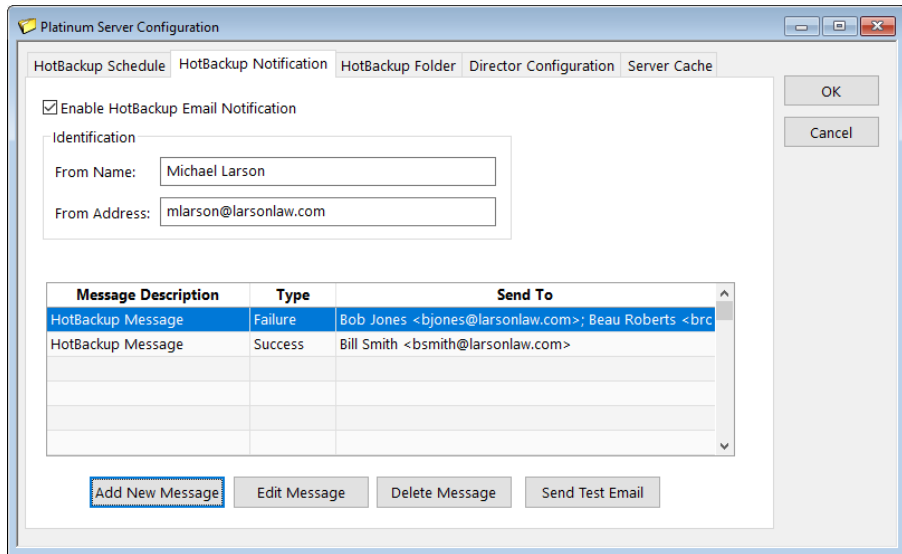 Platinum Server Configuration
HotBackup Schedule HotBackup Notification HotBackup Folder Director Configuration Server Cache
OK
Cancel
Enable HotBackup Email Notification
Identification
From Name: Michael Larson
From Address: mlarson@larsonlaw.com
Message Description Type Send To
HotBackup Message Failure Bob Jones <bjones@larsonlaw.com>; Beau Roberts <brc
HotBackup Message Success Bill Smith <bsmith@larsonlaw.com>
Add New Message Edit Message Delete Message Send Test Email